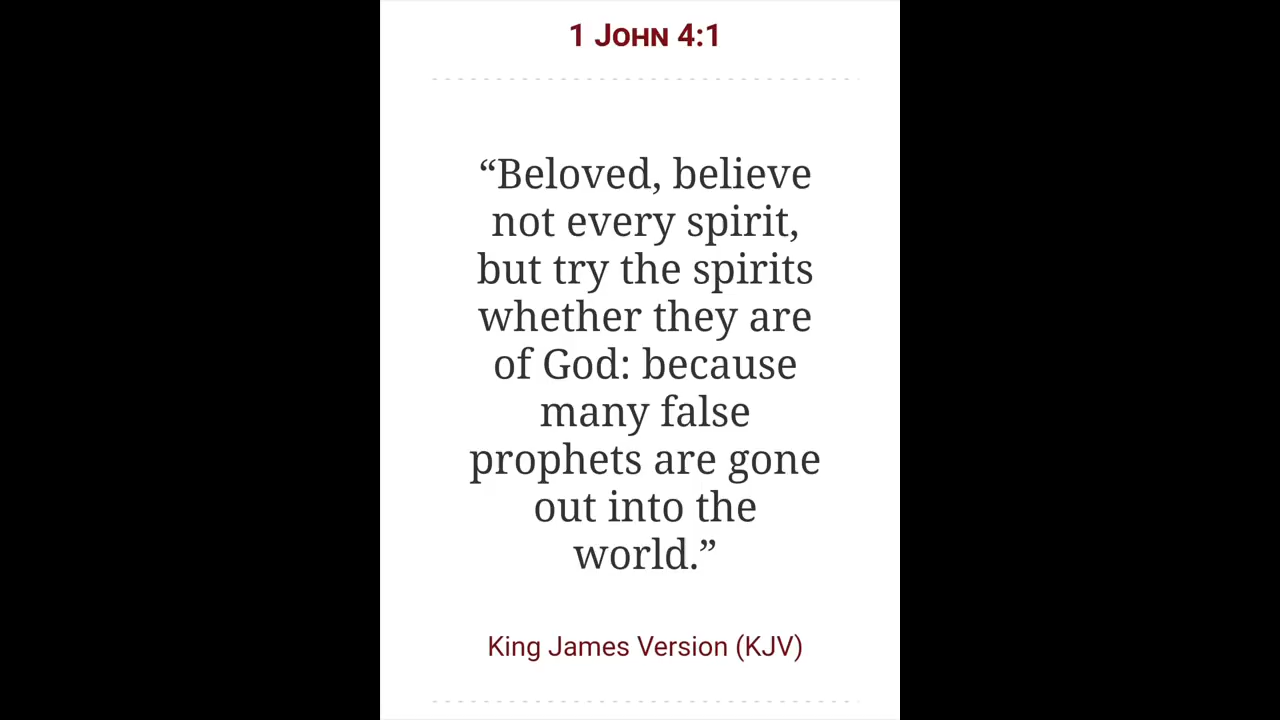 1 John 4:1
“Beloved, believe
not every spirit,
but try the spirits
whether they are
of God: because
many false
prophets are gone
out into the
world.”
King James Version (KJV)